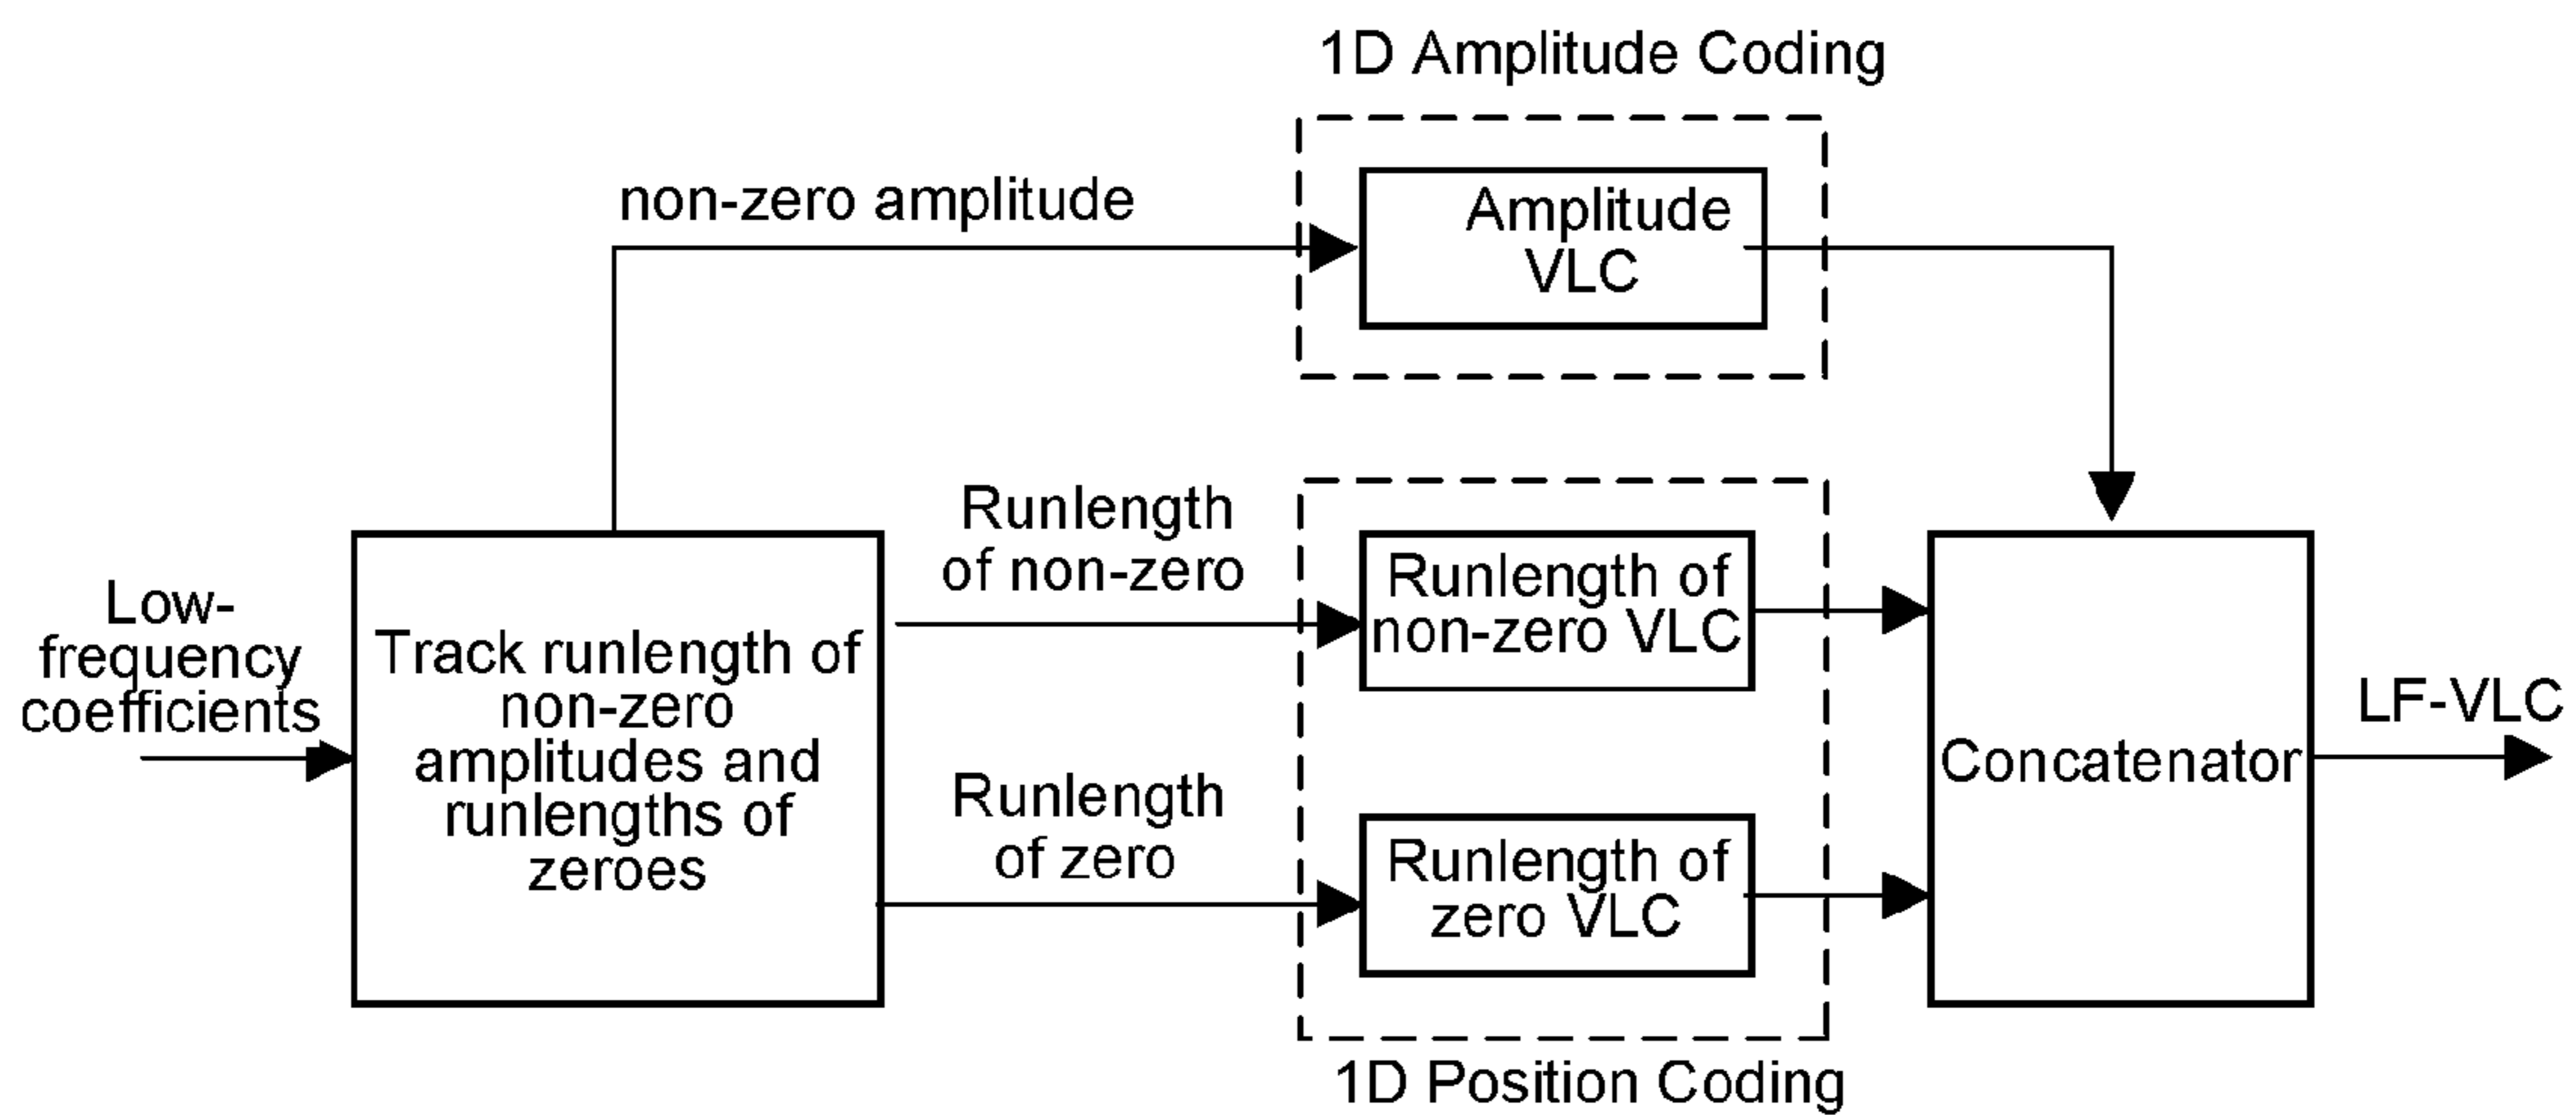 1D Amplitude Coding
non-zero amplitude
Amplitude
VLC
Runlength
of non-zero
Runlength of
non-zero VLC
Low-
frequency
coefficients
Track runlength of
non-zero
amplitudes and
runlengths of
zeroes
LF-VLC
Concatenator
Runlength
of zero
Runlength of
zero VLC
1D Position Coding